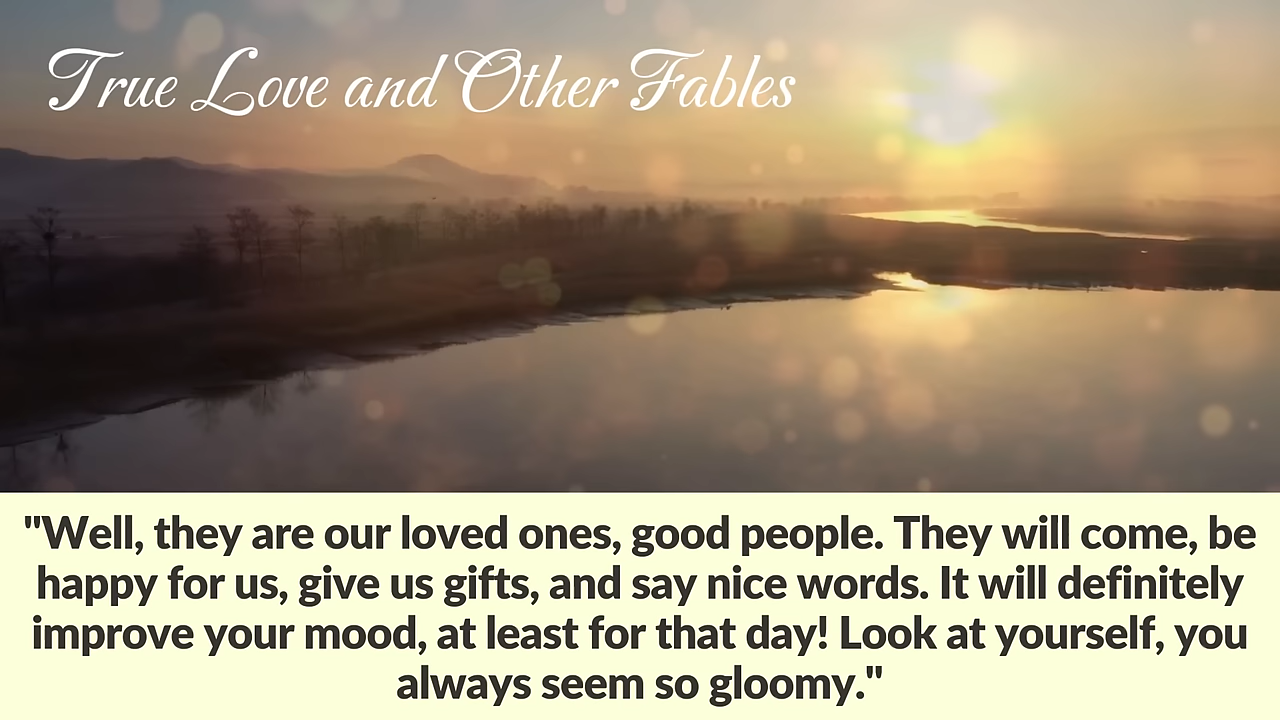 True Love and Other Fables
"Well, they are our loved ones, good people. They will come, be
happy for us, give us gifts, and say nice words. It will definitely
improve your mood, at least for that day! Look at yourself, you
always seem so gloomy."